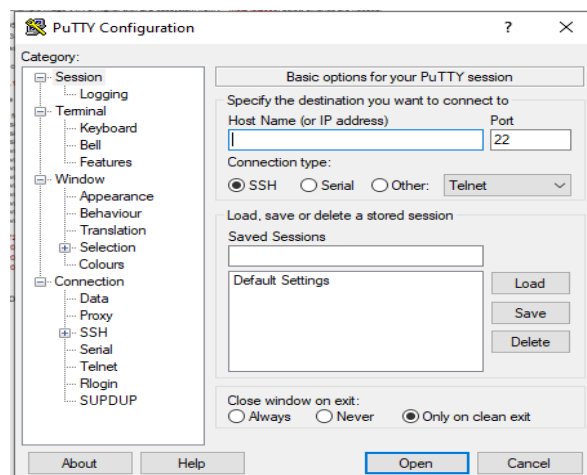 PuTTY Configuration
?
Category:
Session
Logging
Terminal
Keyboard
Bell
Features
Window
Appearance
Behaviour
Translation
Selection
Colours
Connection
Data
Proxy
SSH
Serial
Telnet
Rlogin
SUPDUP
Basic options for your PuTTY session
Specify the destination you want to connect to
Host Name (or IP address) Port
22
Connection type:
SSH Serial Other: Telnet
Load, save or delete a stored session
Saved Sessions
Default Settings
Load
Save
Delete
Close window on exit:
Always Never Only on clean exit
About Help Open Cancel